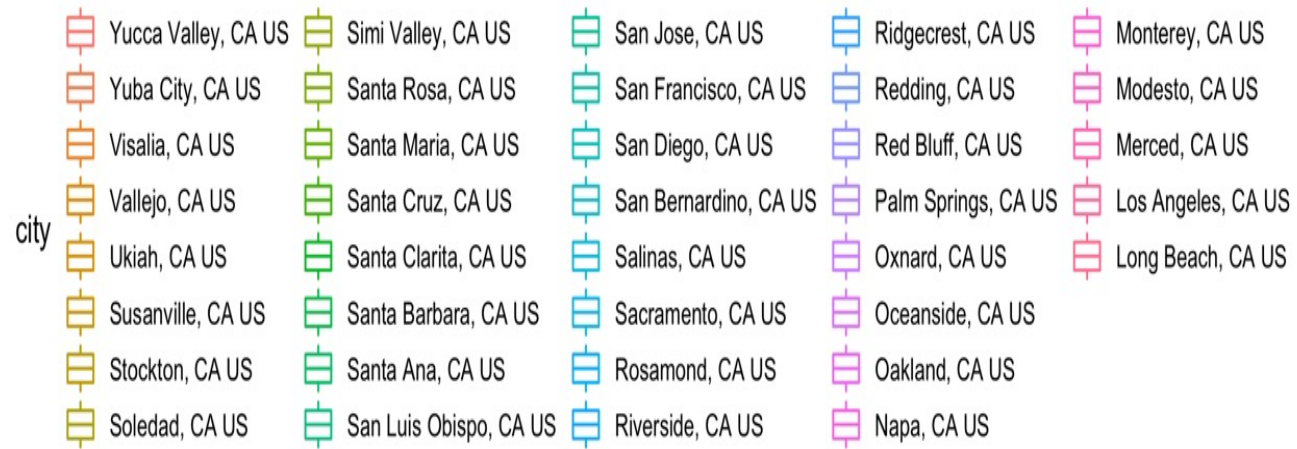 city
Yucca Valley, CA US
Yuba City, CA US
Visalia, CA US
Vallejo, CA US
Ukiah, CA US
Susanville, CA US
Stockton, CA US
Soledad, CA US
Simi Valley, CA US
Santa Rosa, CA US
Santa Maria, CA US
Santa Cruz, CA US
Santa Clarita, CA US
Santa Barbara, CA US
Santa Ana, CA US
San Luis Obispo, CA US
San Jose, CA US
San Francisco, CA US
San Diego, CA US
San Bernardino, CA US
Salinas, CA US
Sacramento, CA US
Rosamond, CA US
Riverside, CA US
Ridgecrest, CA US
Redding, CA US
Red Bluff, CA US
Palm Springs, CA US
Oxnard, CA US
Oceanside, CA US
Oakland, CA US
Napa, CA US
Monterey, CA US
Modesto, CA US
Merced, CA US
Los Angeles, CA US
Long Beach, CA US